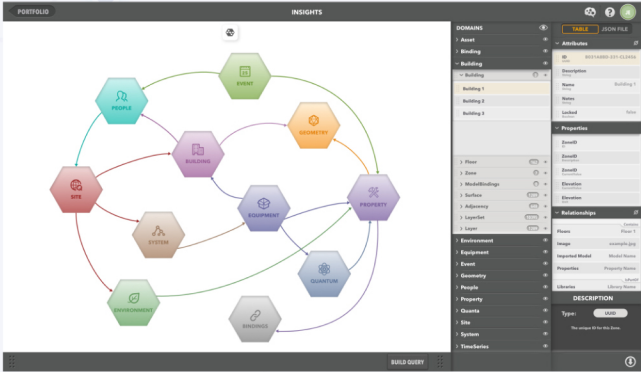 PORTFOLIO
INSIGHTS
EVENT
PEOPLE
GEOMETRY
BUILDING
SITE
PROPERTY
EQUIPMENT
SYSTEM
QUANTUM
ENVIRONMENT
BINDINGS
BUILD QUERY
DOMAINS
Asset
Binding
Building
Building
Building 1
Building 2
Building 3
Floor
Zone
ModelBindings
Surface
Adjacency
LayerSet
Layer
Environment
Equipment
Event
Geometry
People
Property
Quanta
Site
System
TimeSeries
TABLE
JSON FILE
Attributes
ID
Description
Name Building 1
Notes
Locked false
Properties
ZoneID
ZoneID
ZoneID
Elevation
Elevation
Relationships
Floors Floor 1
Image example.jpg
Imported Model Model Name
Properties Property Name
Libraries Library Name
DESCRIPTION
Type: UUID
The unique ID for this Zone.